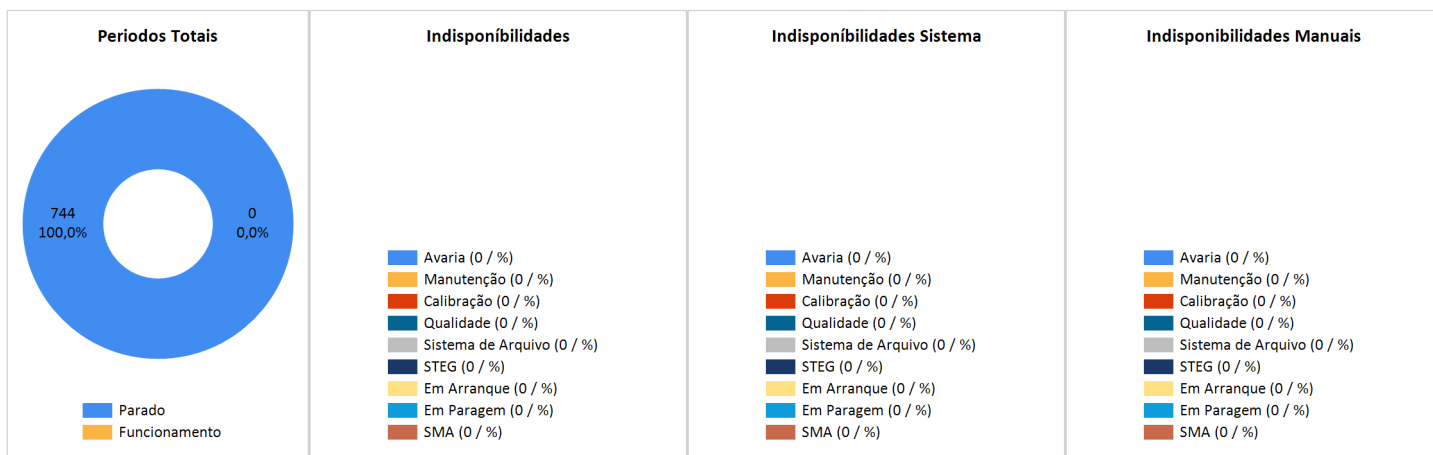 Periodos Totais
744
100,0%
0
0,0%
Parado
Funcionamento
Indisponíbilidades
Avaria (0 / %)
Manutenção (0 / %)
Calibração (0 / %)
Qualidade (0 / %)
Sistema de Arquivo (0 / %)
STEG (0 / %)
Em Arranque (0 / %)
Em Paragem (0 / %)
SMA (0 / %)
Indisponíbilidades Sistema
Avaria (0 / %)
Manutenção (0 / %)
Calibração (0 / %)
Qualidade (0 / %)
Sistema de Arquivo (0 / %)
STEG (0 / %)
Em Arranque (0 / %)
Em Paragem (0 / %)
SMA (0 / %)
Indisponibilidades Manuais
Avaria (0 / %)
Manutenção (0 / %)
Calibração (0 / %)
Qualidade (0 / %)
Sistema de Arquivo (0 / %)
STEG (0 / %)
Em Arranque (0 / %)
Em Paragem (0 / %)
SMA (0 / %)